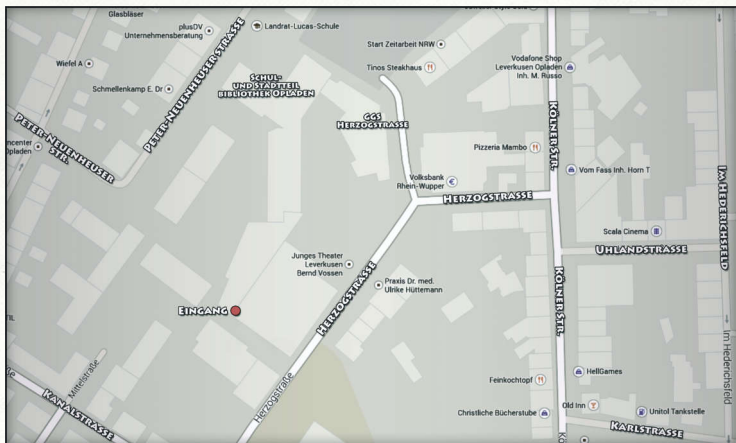 Glasbläser
plusDV
Unternehmensberatung
Landrat-Lucas-Schule
Wiefel A
Schmellenkamp E. Dr
PETER-NEUENHEUSER STRASSE
PETER-NEUENHEUSER
STR.
ncenter
Opladen
SCHUL-
UND STADTTEIL
BIBLIOTHEK OPLADEN
Start Zeitarbeit NRW
Tinos Steakhaus
GGS
HERZOGSTRASSE
Vodafone Shop
Leverkusen Opladen
Inh. M. Russo
KÖLNER STR.
Pizzeria Mambo
Volksbank
Rhein-Wupper
Vom Fass Inh. Horn T
HERZOGSTRASSE
IM HEDERICHSFELD
Scala Cinema
UHLANDSTRASSE
Junges Theater
Leverkusen
Bernd Vossen
Praxis Dr. med.
Ulrike Hüttemann
HERZOGSTRASSE
KÖLNER STR.
EINGANG
Im Hederichsfeld
Mittelstraße
KANALSTRASSE
Herzogstraße
Feinkochtopf
HellGames
Christliche Bücherstube
Old Inn
Unitol Tankstelle
KARLSTRASSE